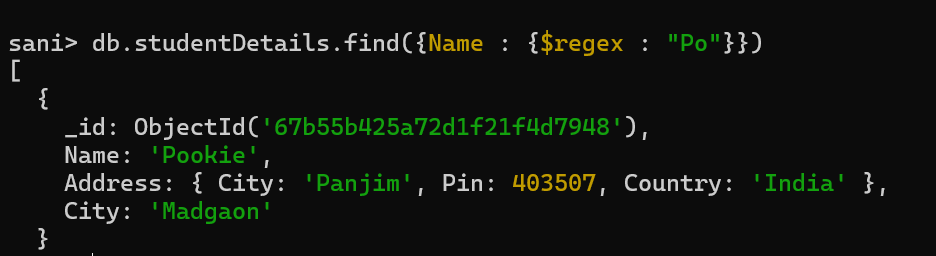 sani> db.studentDetails.find({Name : {$regex : "Po"}})
[
  {
    _id: ObjectId('67b55b425a72d1f21f4d7948'),
    Name: 'Pookie',
    Address: { City: 'Panjim', Pin: 403507, Country: 'India' },
    City: 'Madgaon'
  }